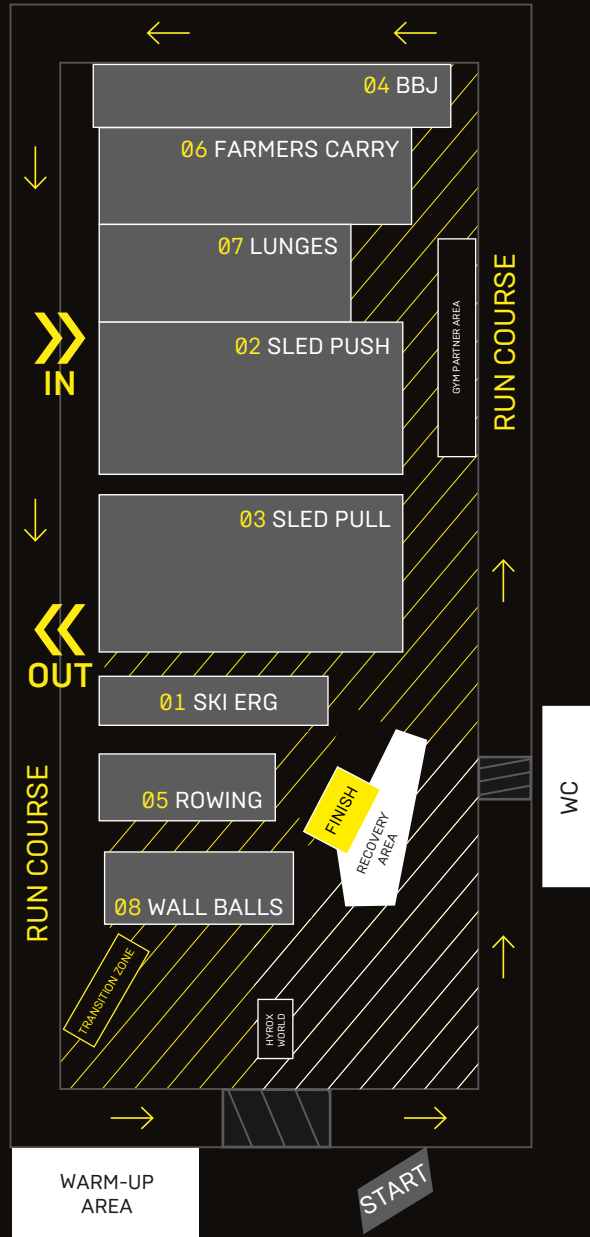 04 BBJ
06 FARMERS CARRY
07 LUNGES
02 SLED PUSH
GYM PARTNER AREA
RUN COURSE
IN
03 SLED PULL
OUT
01 SKI ERG
05 ROWING
FINISH
RECOVERY
AREA
WC
RUN COURSE
08 WALL BALLS
TRANSITION ZONE
HYROX
WORLD
WARM-UP
AREA
START